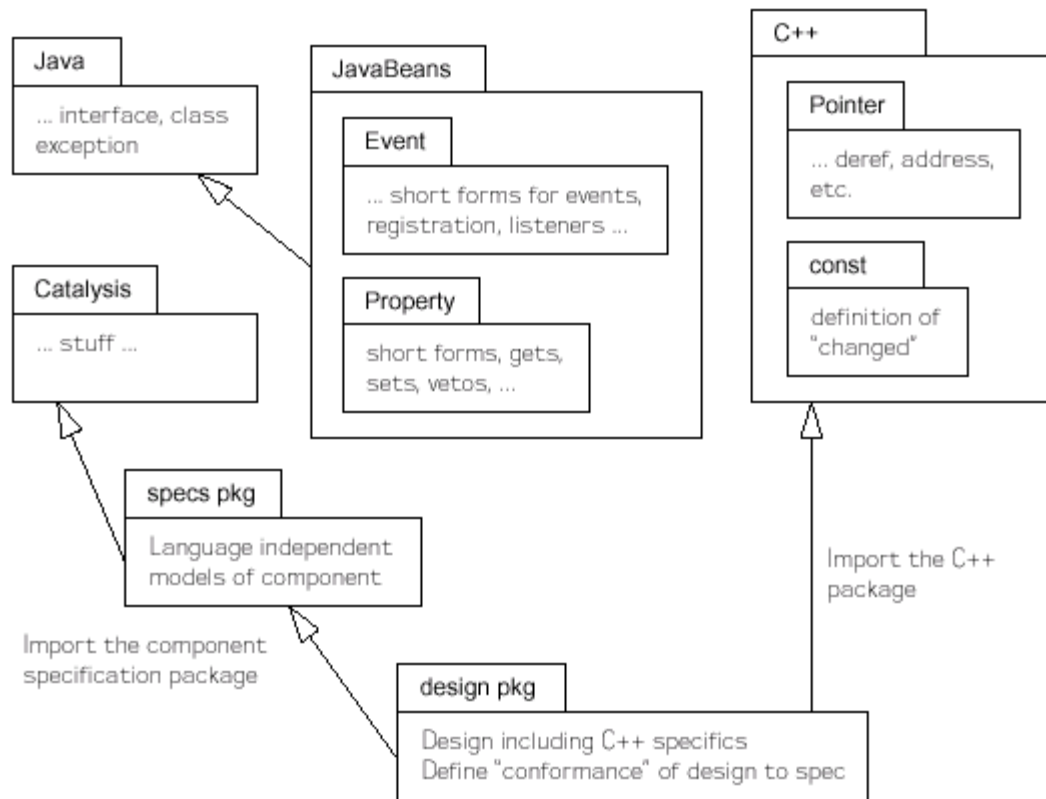 Java
... interface, class
exception
JavaBeans
Event
... short forms for events,
registration, listeners ...
Property
short forms, gets,
sets, vetos, ...
C++
Pointer
... deref, address,
etc.
const
definition of
"changed"
Catalysis
... stuff ...
specs pkg
Language independent
models of component
Import the component
specification package
Import the C++
package
design pkg
Design including C++ specifics
Define "conformance" of design to spec